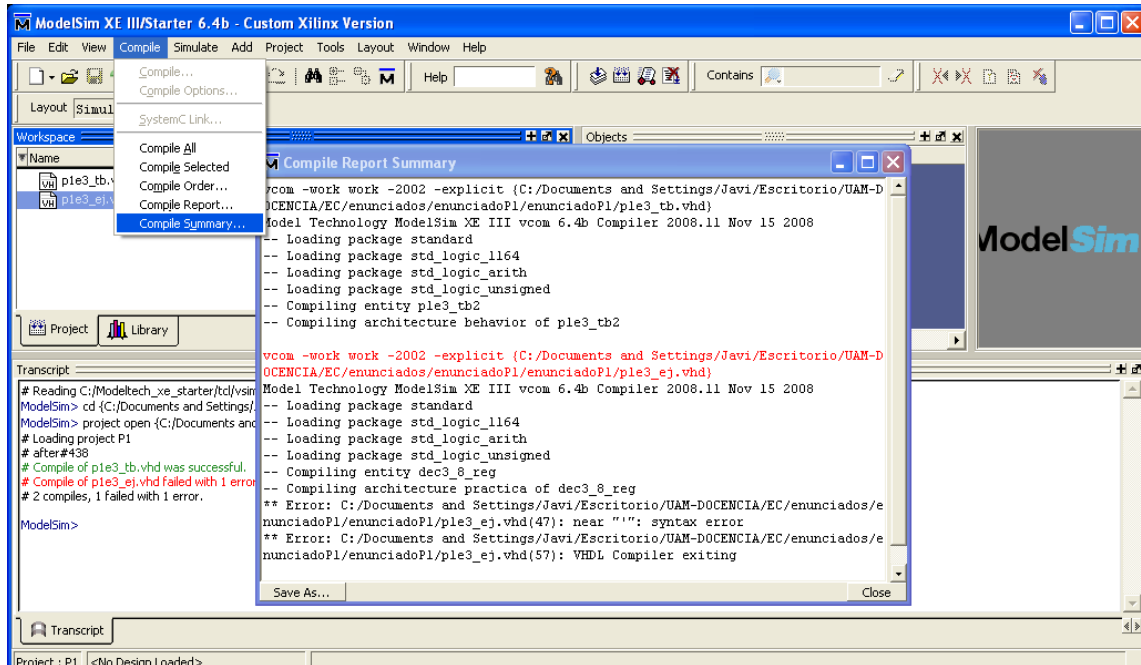 ModelSim XE III/Starter 6.4b - Custom Xilinx Version
File Edit View Compile Simulate Add Project Tools Layout Window Help
Help
Contains
Layout Simul
Compile...
Compile Options...
SystemC Link...
Compile All
Compile Selected
Compile Order...
Compile Report...
Compile Summary...
Workspace
Name
p1e3_tb.v
p1e3_ej.v
Project
Library
Objects
ModelSim
Compile Report Summary
vcom -work work -2002 -explicit {C:/Documents and Settings/Javi/Escritorio/UAM-D
OCENCIA/EC/enunciados/enunciadoP1/enunciadoP1/p1e3_tb.vhd}
Model Technology ModelSim XE III vcom 6.4b Compiler 2008.11 Nov 15 2008
-- Loading package standard
-- Loading package std_logic_1164
-- Loading package std_logic_arith
-- Loading package std_logic_unsigned
-- Compiling entity p1e3_tb2
-- Compiling architecture behavior of p1e3_tb2
vcom -work work -2002 -explicit {C:/Documents and Settings/Javi/Escritorio/UAM-D
OCENCIA/EC/enunciados/enunciadoP1/enunciadoP1/p1e3_ej.vhd}
Model Technology ModelSim XE III vcom 6.4b Compiler 2008.11 Nov 15 2008
-- Loading package standard
-- Loading package std_logic_1164
-- Loading package std_logic_arith
-- Loading package std_logic_unsigned
-- Compiling entity dec3_8_reg
-- Compiling architecture practica of dec3_8_reg
** Error: C:/Documents and Settings/Javi/Escritorio/UAM-DOCENCIA/EC/enunciados/e
nunciadoP1/enunciadoP1/p1e3_ej.vhd(47): near "'": syntax error
** Error: C:/Documents and Settings/Javi/Escritorio/UAM-DOCENCIA/EC/enunciados/e
nunciadoP1/enunciadoP1/p1e3_ej.vhd(57): VHDL Compiler exiting
Save As...
Close
Transcript
# Reading C:/Modeltech_xe_starter/tcl/vsim
ModelSim> cd {C:/Documents and Settings/
ModelSim> project open {C:/Documents and
# Loading project P1
# after#438
# Compile of p1e3_tb.vhd was successful.
# Compile of p1e3_ej.vhd failed with 1 error
# 2 compiles, 1 failed with 1 error.
ModelSim>
Transcript
Project : P1 <No Design Loaded>